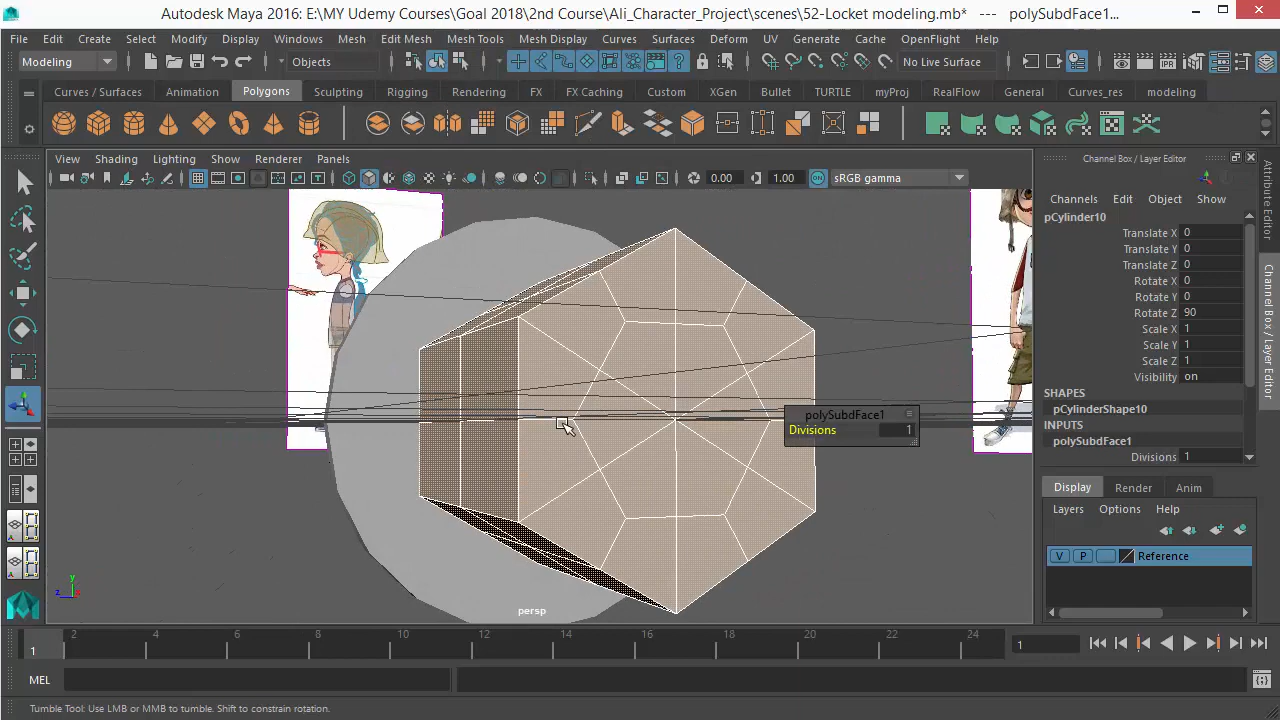 Autodesk Maya 2016: E:\MY Udemy Courses\Goal 2018\2nd Course\Ali_Character_Project\scenes\52-Locket modeling.mb* --- polySubdFace1...
File Edit Create Select Modify Display Windows Mesh Edit Mesh Mesh Tools Mesh Display Curves Surfaces Deform UV Generate Cache OpenFlight Help
Modeling Objects No Live Surface
Curves / Surfaces Animation Polygons Sculpting Rigging Rendering FX FX Caching Custom XGen Bullet TURTLE myProj RealFlow General Curves_res modeling
View Shading Lighting Show Renderer Panels
0.00 1.00 ON sRGB gamma
Channel Box / Layer Editor
Channels Edit Object Show
pCylinder10
Translate X 0
Translate Y 0
Translate Z 0
Rotate X 0
Rotate Y 0
Rotate Z 90
Scale X 1
Scale Y 1
Scale Z 1
Visibility on
SHAPES
pCylinderShape10
INPUTS
polySubdFace1
Divisions 1
Attribute Editor
Channel Box / Layer Editor
polySubdFace1
Divisions 1
Display Render Anim
Layers Options Help
V P Reference
y
z x
persp
2 4 6 8 10 12 14 16 18 20 22 24
1 1
MEL
Tumble Tool: Use LMB or MMB to tumble. Shift to constrain rotation.